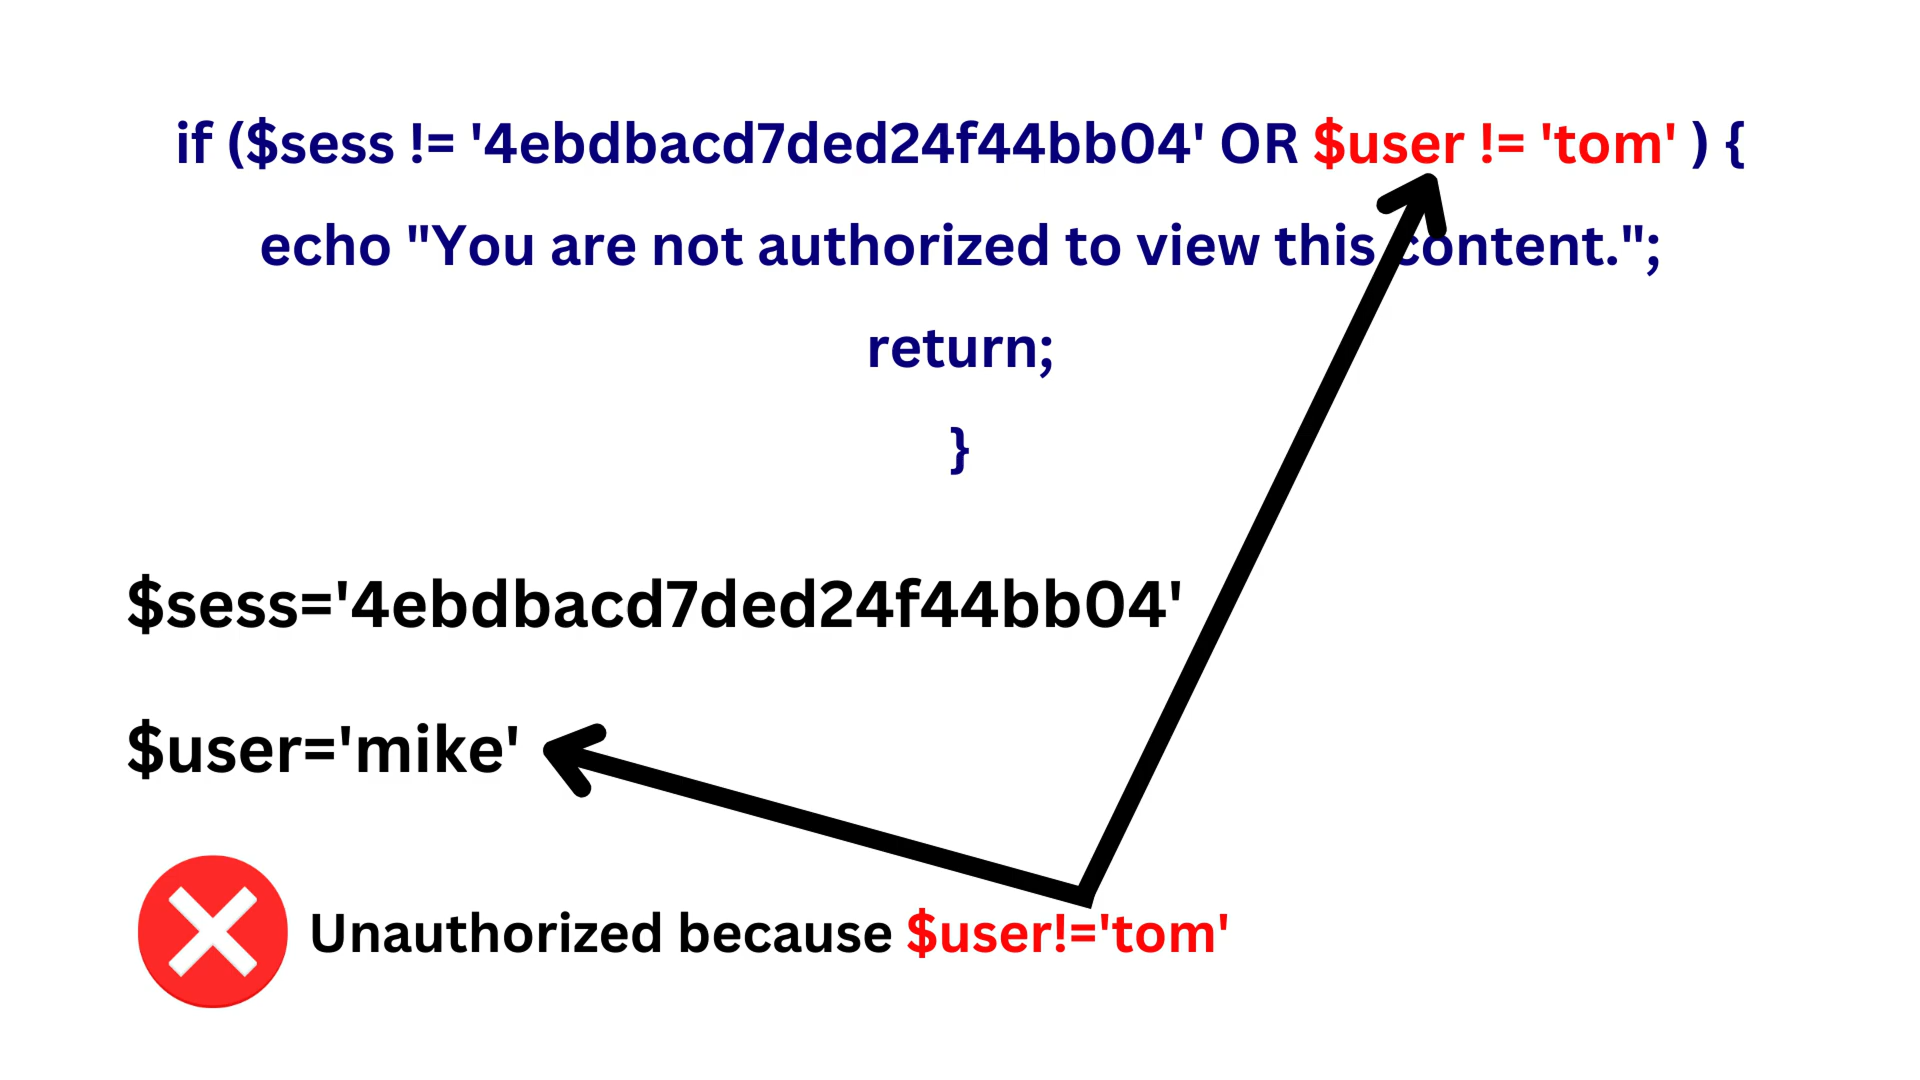 if ($sess != '4ebdbacd7ded24f44bb04' OR $user != 'tom' ) {
echo "You are not authorized to view this content.";
return;
}
$sess='4ebdbacd7ded24f44bb04'
$user='mike'
Unauthorized because $user!='tom'